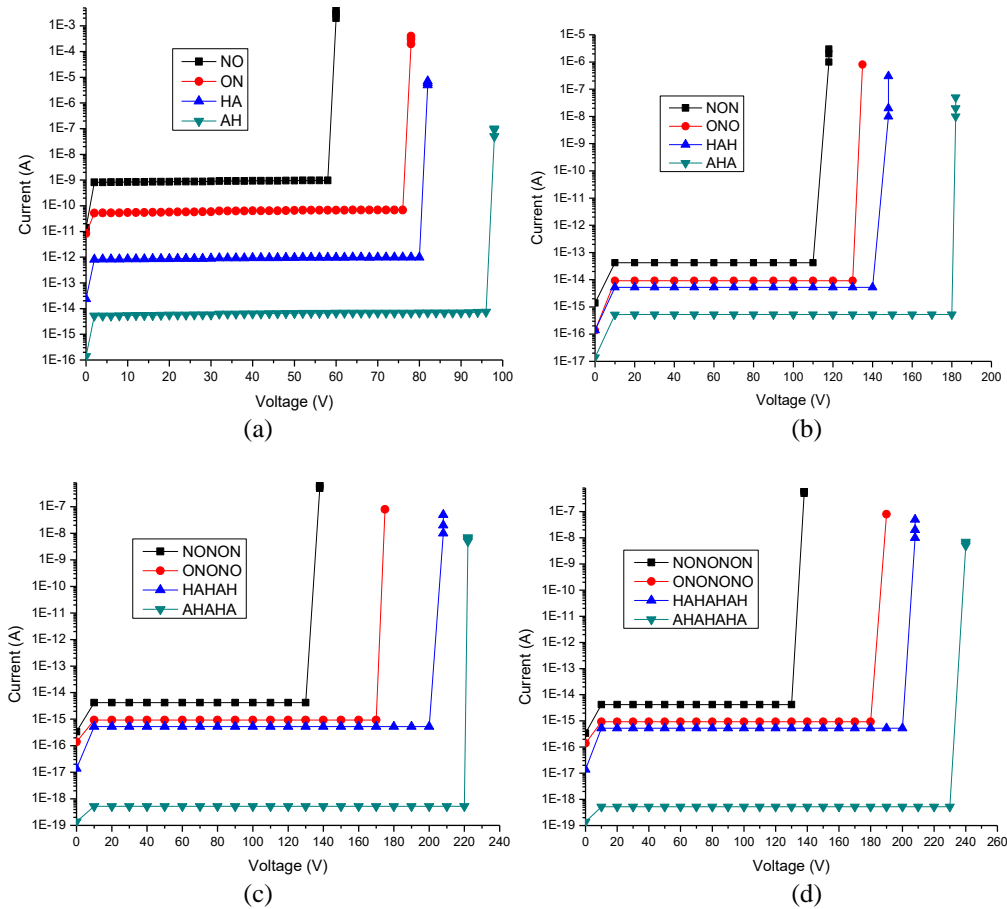 1E-3
1E-4
1E-5
1E-6
1E-7
1E-8
1E-9
1E-10
1E-11
1E-12
1E-13
1E-14
1E-15
1E-16
Current (A)
NO
ON
HA
AH
0 10 20 30 40 50 60 70 80 90 100
Voltage (V)
(a)
1E-5
1E-6
1E-7
1E-8
1E-9
1E-10
1E-11
1E-12
1E-13
1E-14
1E-15
1E-16
1E-17
Current (A)
NON
ONO
HAH
AHA
0 20 40 60 80 100 120 140 160 180 200
Voltage (V)
(b)
1E-7
1E-8
1E-9
1E-10
1E-11
1E-12
1E-13
1E-14
1E-15
1E-16
1E-17
1E-18
1E-19
Current (A)
NONON
ONONO
HAHAH
AHAHA
0 20 40 60 80 100 120 140 160 180 200 220 240
Voltage (V)
(c)
1E-7
1E-8
1E-9
1E-10
1E-11
1E-12
1E-13
1E-14
1E-15
1E-16
1E-17
1E-18
1E-19
Current (A)
NONONON
ONONONO
HAHAHAH
AHAHAHA
0 20 40 60 80 100 120 140 160 180 200 220 240 260
Voltage (V)
(d)